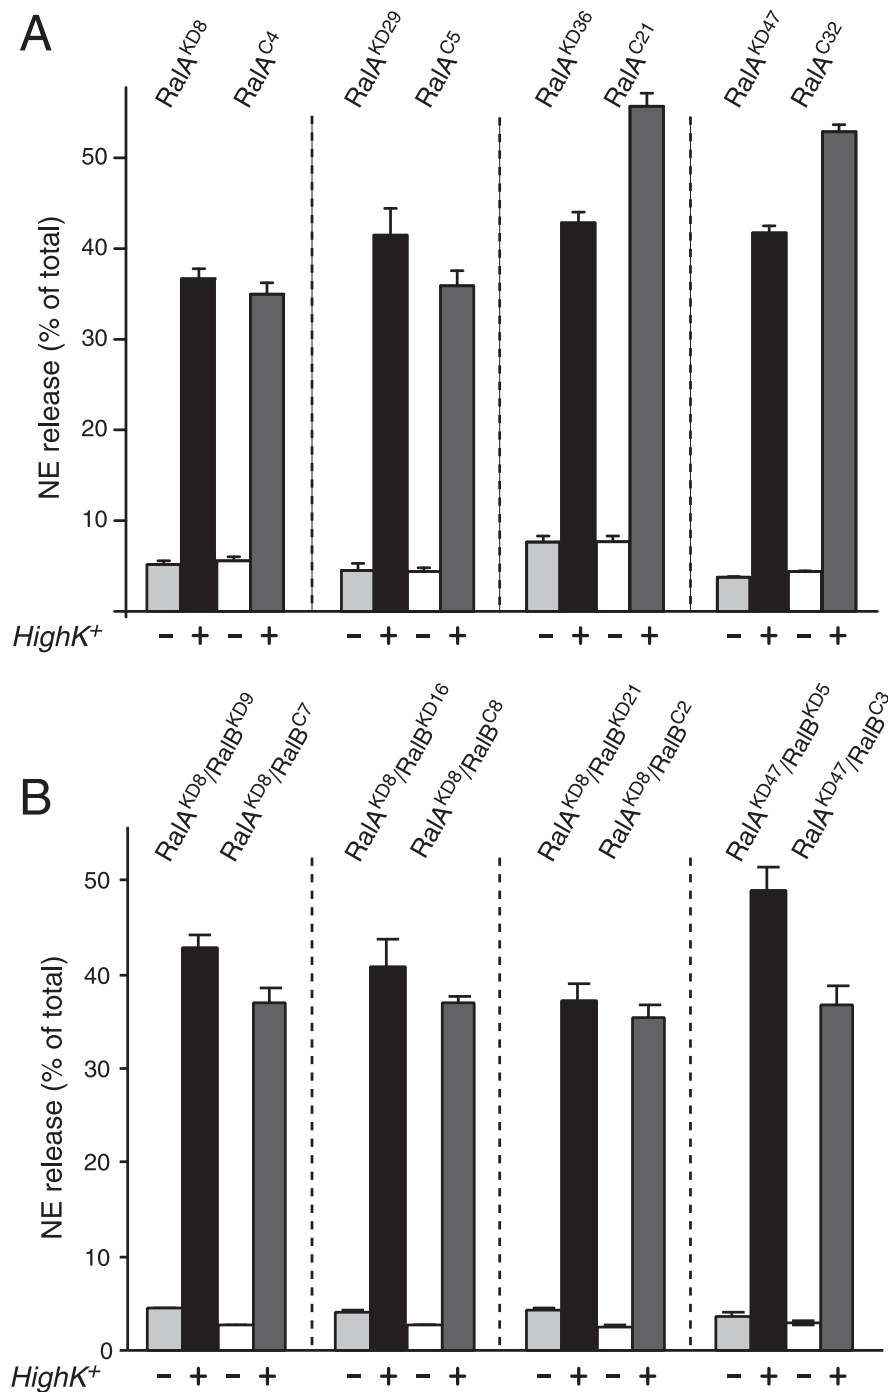 A
RalA^KD8 RalA^C4 RalA^KD29 RalA^C5 RalA^KD36 RalA^C21 RalA^KD47 RalA^C32
NE release (% of total)
50
40
30
20
10
HighK+ − + − + − + − + − + − + − + − +
B
RalA^KD8/RalB^KD9 RalA^KD8/RalB^C7 RalA^KD8/RalB^KD16 RalA^KD8/RalB^C8 RalA^KD8/RalB^KD21 RalA^KD8/RalB^C2 RalA^KD47/RalB^KD5 RalA^KD47/RalB^C3
NE release (% of total)
50
40
30
20
10
0
HighK+ − + − + − + − + − + − + − + − +